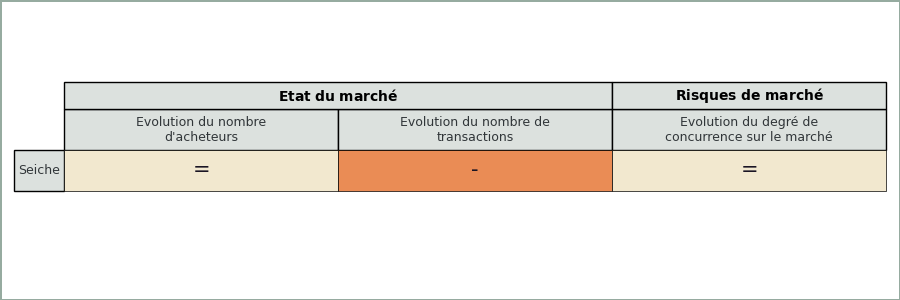 Etat du marché
Risques de marché
Evolution du nombre
d'acheteurs
Evolution du nombre de
transactions
Evolution du degré de
concurrence sur le marché
Seiche
=
-
=